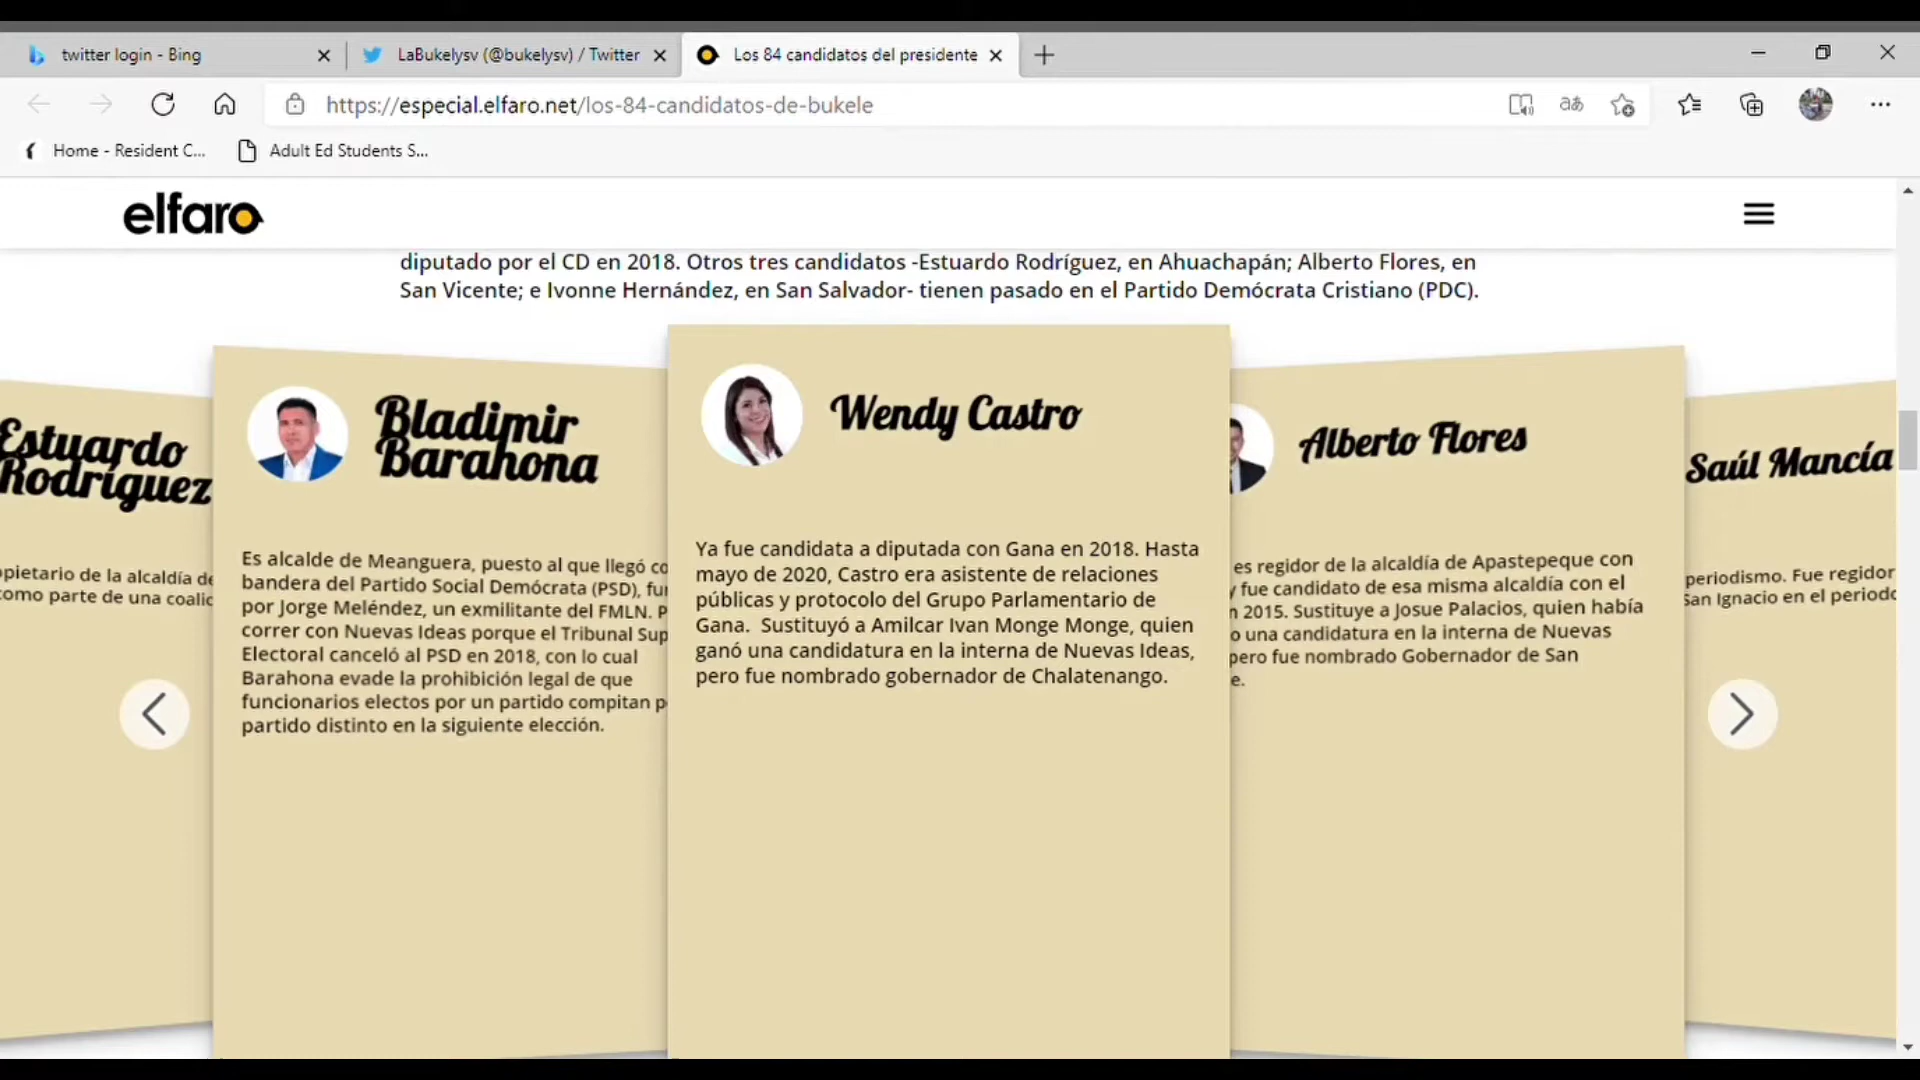 twitter login - Bing
LaBukelysv (@bukelysv) / Twitter
Los 84 candidatos del presidente
https://especial.elfaro.net/los-84-candidatos-de-bukele
Home - Resident C...
Adult Ed Students S...
elfaro
diputado por el CD en 2018. Otros tres candidatos -Estuardo Rodríguez, en Ahuachapán; Alberto Flores, en
San Vicente; e Ivonne Hernández, en San Salvador- tienen pasado en el Partido Demócrata Cristiano (PDC).
Estuardo
Rodríguez
alcaldía de
como parte de una
Bladimir
Barahona
Es alcalde de Meanguera, puesto al que llegó
bandera del Partido Social Demócrata (PSD),
por Jorge Meléndez, un exmilitante del FMLN.
correr con Nuevas Ideas porque el Tribunal
Electoral canceló al PSD en 2018, con lo cual
Barahona evade la prohibición legal de que
funcionarios electos por un partido compitan
partido distinto en la siguiente elección.
Wendy Castro
Ya fue candidata a diputada con Gana en 2018. Hasta
mayo de 2020, Castro era asistente de relaciones
públicas y protocolo del Grupo Parlamentario de
Gana. Sustituyó a Amilcar Ivan Monge Monge, quien
ganó una candidatura en la interna de Nuevas Ideas,
pero fue nombrado gobernador de Chalatenango.
Alberto Flores
es regidor de la alcaldía de Apastepeque con
y fue candidato de esa misma alcaldía con el
2015. Sustituye a Josue Palacios, quien había
una candidatura en la interna de Nuevas
pero fue nombrado Gobernador de San
Saúl Mancía
periodismo. Fue regidor
San Ignacio en el